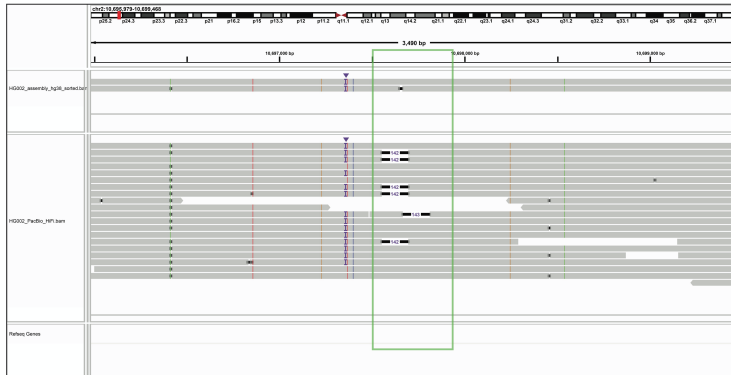 chr2:10,695,979-10,699,468
p25.2 p24.3 p23.3 p22.3 p21 p16.2 p15 p13.3 p12 p11.2 q11.1 q12.1 q13 q14.2 q21.1 q22.1 q23.1 q24.1 q24.3 q31.2 q32.2 q33.1 q34 q35 q36.2 q37.1
3,490 bp
10,697,000 bp 10,698,000 bp 10,699,000 bp
HG002_assembly_hg38_sorted.bam
142
142
142
142
143
HG002_PacBio_HiFi.bam
142
Refseq Genes